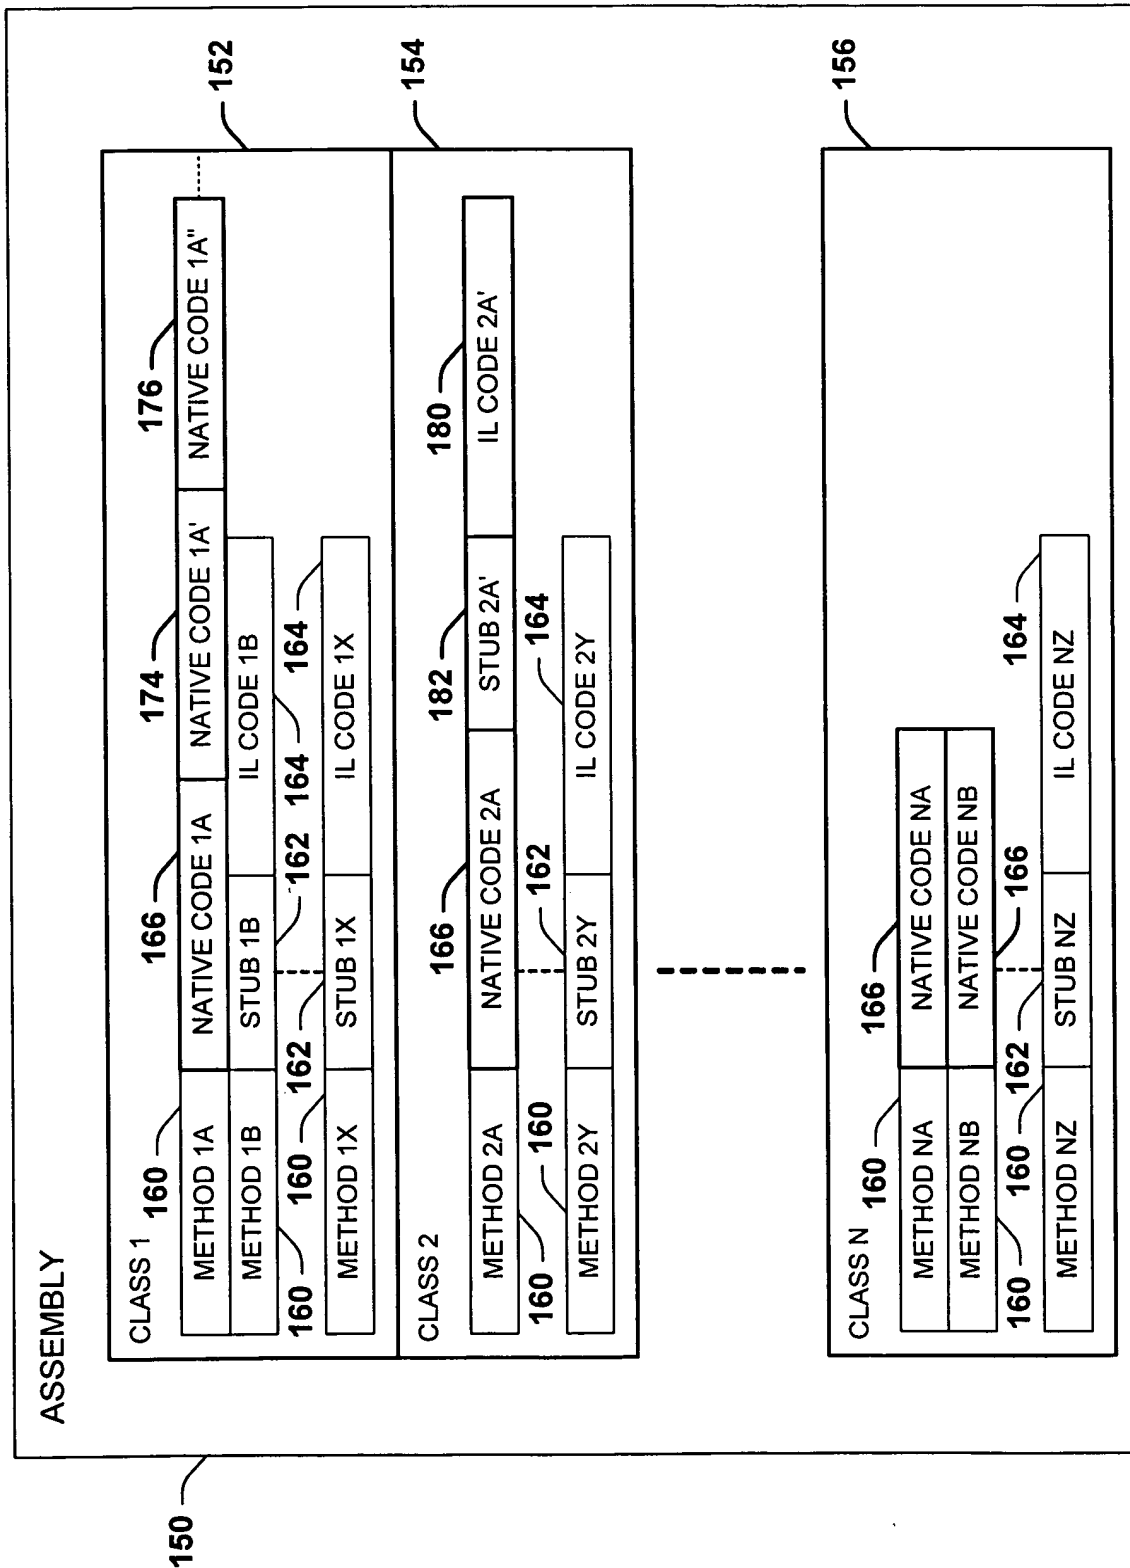 ASSEMBLY
150
CLASS 1
152
160
166
174
176
METHOD 1A
NATIVE CODE 1A
NATIVE CODE 1A'
NATIVE CODE 1A"
METHOD 1B
STUB 1B
IL CODE 1B
160
162
164
160
162
164
METHOD 1X
STUB 1X
IL CODE 1X
CLASS 2
154
166
182
180
METHOD 2A
NATIVE CODE 2A
STUB 2A'
IL CODE 2A'
160
160
162
164
METHOD 2Y
STUB 2Y
IL CODE 2Y
CLASS N
156
160
166
METHOD NA
NATIVE CODE NA
METHOD NB
NATIVE CODE NB
160
166
160
162
164
METHOD NZ
STUB NZ
IL CODE NZ